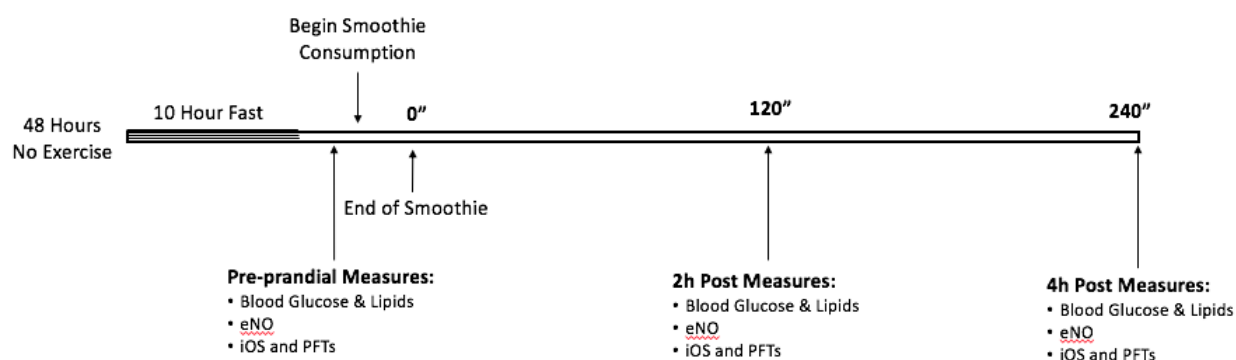 Begin Smoothie
Consumption
48 Hours
No Exercise
10 Hour Fast
0”
120”
240”
End of Smoothie
Pre-prandial Measures:
• Blood Glucose & Lipids
• eNO
• iOS and PFTs
2h Post Measures:
• Blood Glucose & Lipids
• eNO
• iOS and PFTs
4h Post Measures:
• Blood Glucose & Lipids
• eNO
• iOS and PFTs